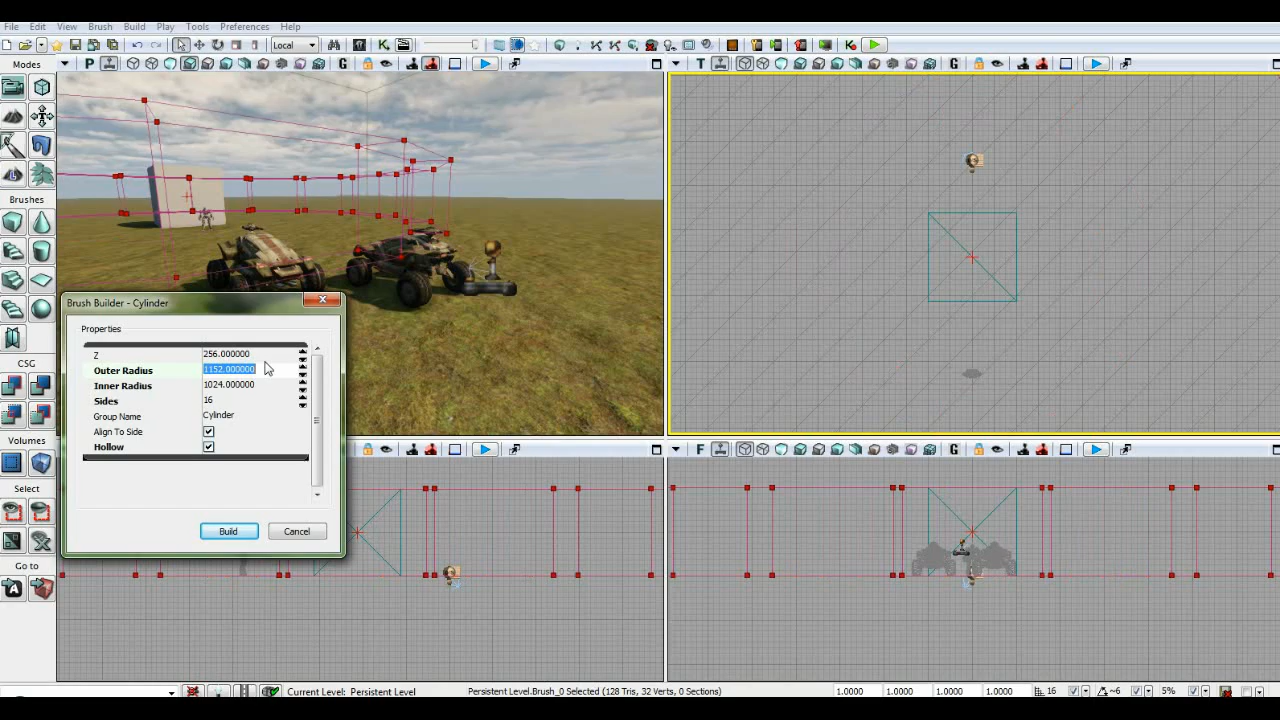 File Edit View Brush Build Play Tools Preferences Help
Local
Modes
P G
T G
Brushes
Brush Builder - Cylinder
Properties
Z 256.000000
Outer Radius 1152.000000
Inner Radius 1024.000000
Sides 16
Group Name Cylinder
Align To Side
Hollow
Build Cancel
CSG
Volumes
Select
Go to
G
F G
Current Level: Persistent Level
Persistent Level.Brush_0 Selected (128 Tris, 32 Verts, 0 Sections)
1.0000 1.0000 1.0000 1.0000 16 ~6 5%